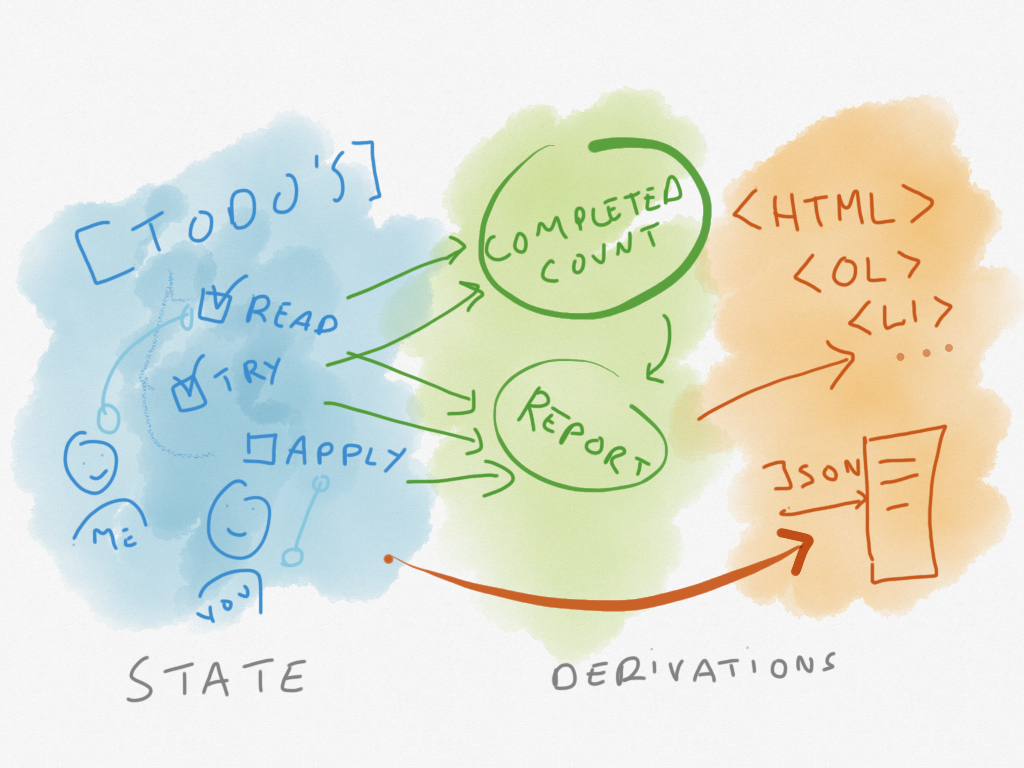 [TODO'S]
READ
TRY
APPLY
ME
YOU
COMPLETED
COUNT
REPORT
<HTML>
<OL>
<LI>
...
JSON
STATE
DERIVATIONS